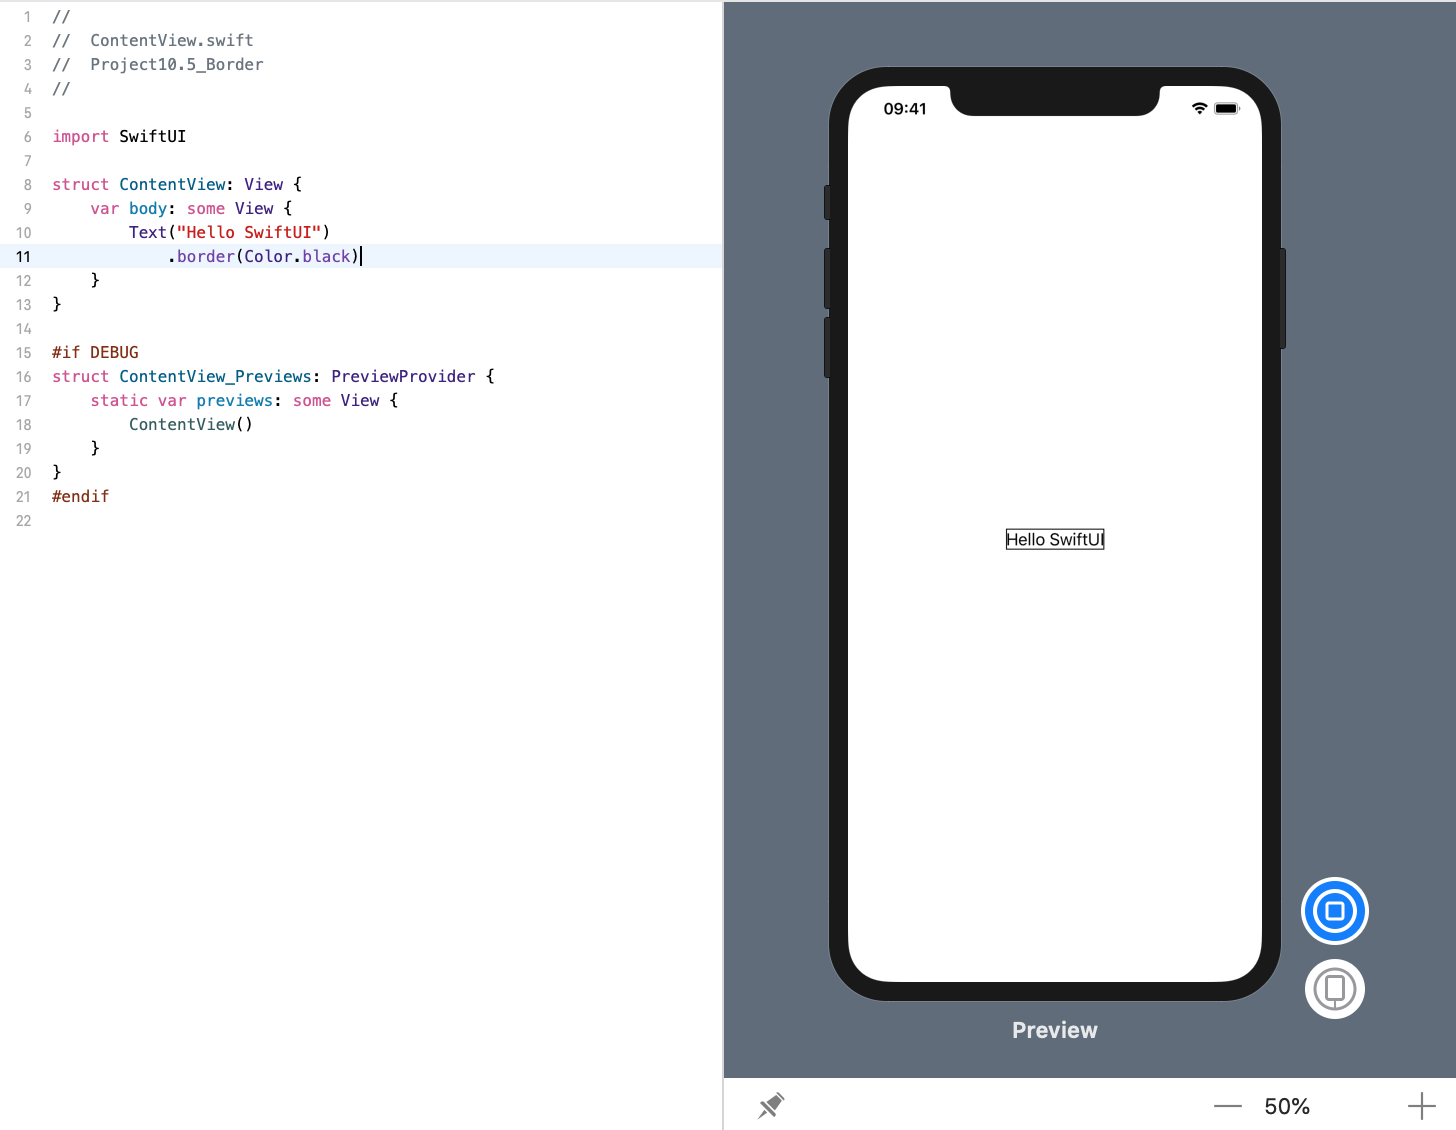 1 //
2 //  ContentView.swift
3 //  Project10.5_Border
4 //
5
6 import SwiftUI
7
8 struct ContentView: View {
9     var body: some View {
10         Text("Hello SwiftUI")
11             .border(Color.black)
12     }
13 }
14
15 #if DEBUG
16 struct ContentView_Previews: PreviewProvider {
17     static var previews: some View {
18         ContentView()
19     }
20 }
21 #endif
22
09:41
Hello SwiftUI
Preview
50%